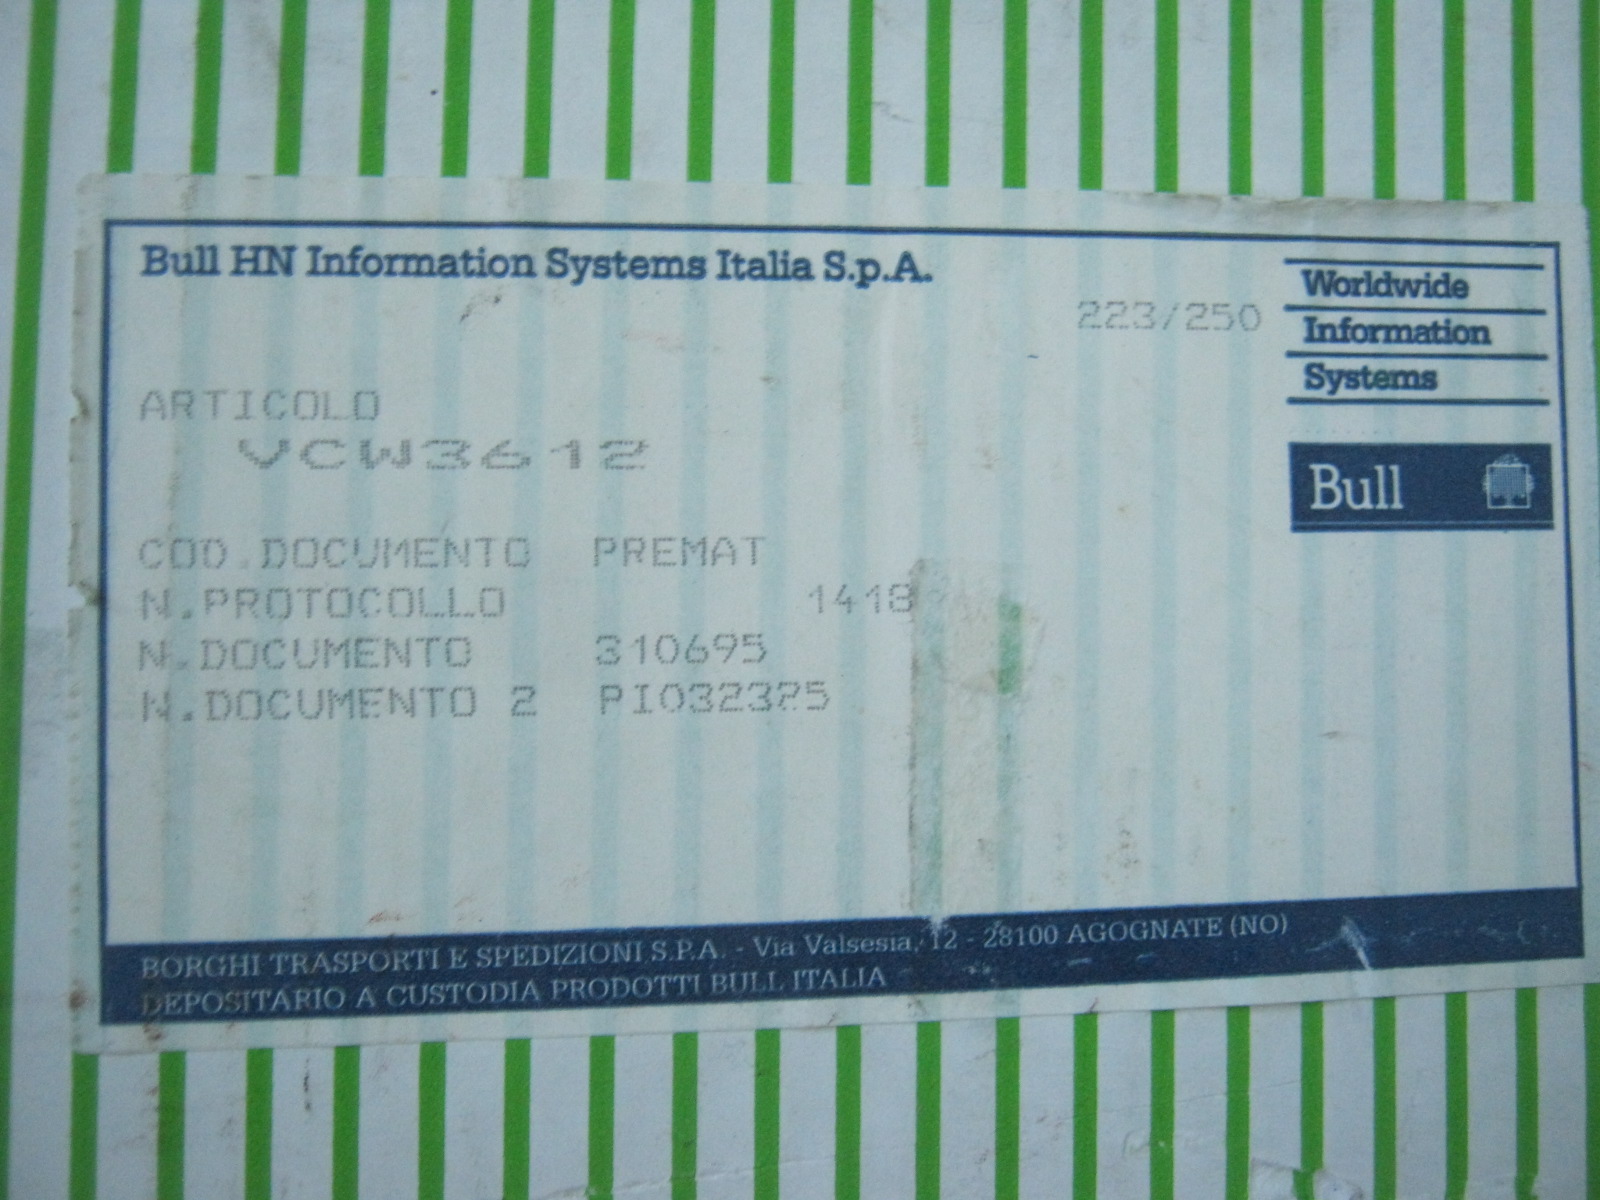 Bull HN Information Systems Italia S.p.A.
223/250
Worldwide
Information
Systems
Bull
ARTICOLO
VCW3612
COD.DOCUMENTO PREMAT
N.PROTOCOLLO 1418
N.DOCUMENTO 310695
N.DOCUMENTO 2 PI032325
BORGHI TRASPORTI E SPEDIZIONI S.P.A. - Via Valsesia, 12 - 28100 AGOGNATE (NO)
DEPOSITARIO A CUSTODIA PRODOTTI BULL ITALIA